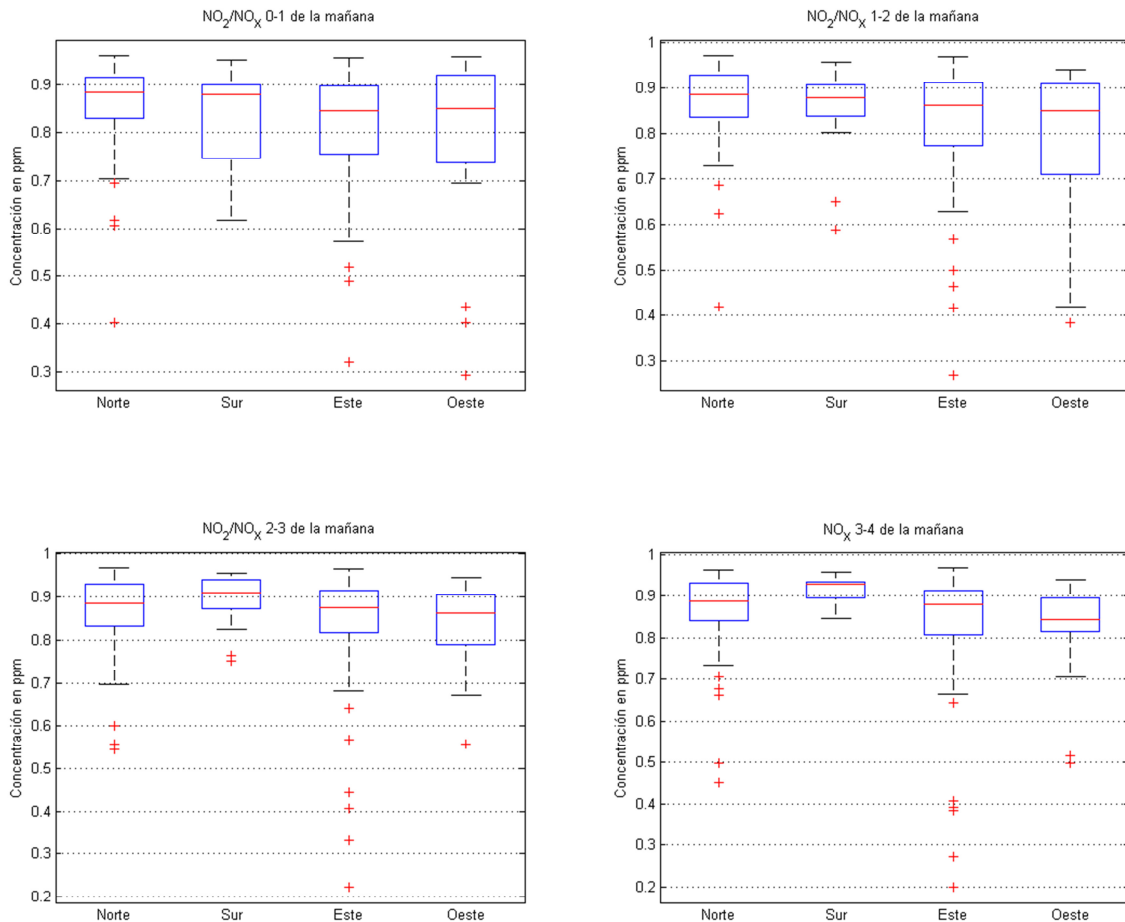 NO₂/NOₓ 0-1 de la mañana
Concentración en ppm
0.9
0.8
0.7
0.6
0.5
0.4
0.3
Norte Sur Este Oeste
NO₂/NOₓ 1-2 de la mañana
Concentración en ppm
1
0.9
0.8
0.7
0.6
0.5
0.4
0.3
Norte Sur Este Oeste
NO₂/NOₓ 2-3 de la mañana
Concentración en ppm
1
0.9
0.8
0.7
0.6
0.5
0.4
0.3
0.2
Norte Sur Este Oeste
NOₓ 3-4 de la mañana
Concentración en ppm
1
0.9
0.8
0.7
0.6
0.5
0.4
0.3
0.2
Norte Sur Este Oeste